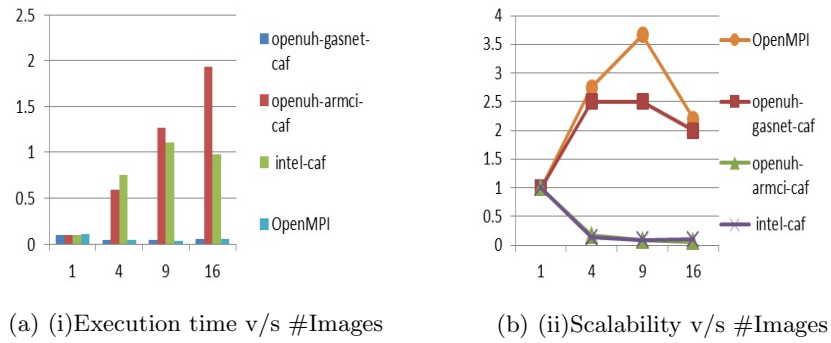 2.5
2
1.5
1
0.5
0
1
4
9
16
openuh-gasnet-
caf
openuh-armci-
caf
intel-caf
OpenMPI
(a) (i)Execution time v/s #Images
4
3.5
3
2.5
2
1.5
1
0.5
0
1
4
9
16
OpenMPI
openuh-
gasnet-caf
openuh-
armci-caf
intel-caf
(b) (ii)Scalability v/s #Images